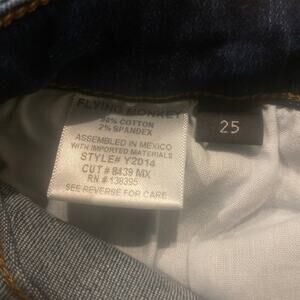 FLYING MONKEY
98% COTTON
2% SPANDEX
ASSEMBLED IN MEXICO
WITH IMPORTED MATERIALS
STYLE# Y2014
CUT # 8439 MX
RN # 139395
SEE REVERSE FOR CARE
25